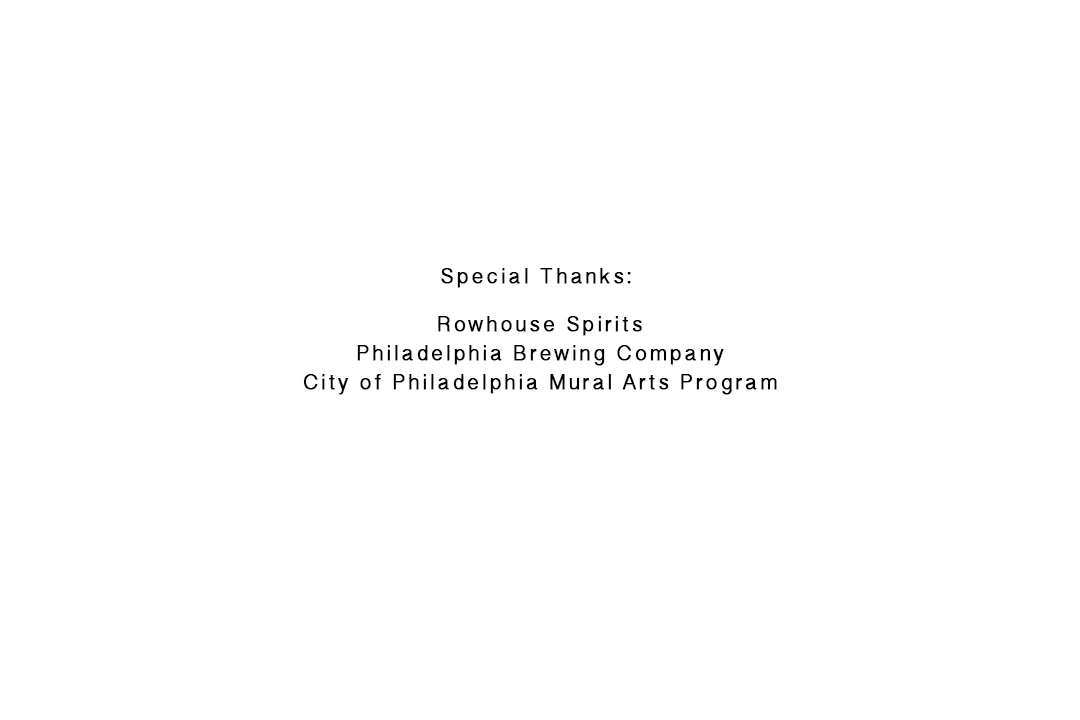 Special Thanks:
Rowhouse Spirits
Philadelphia Brewing Company
City of Philadelphia Mural Arts Program